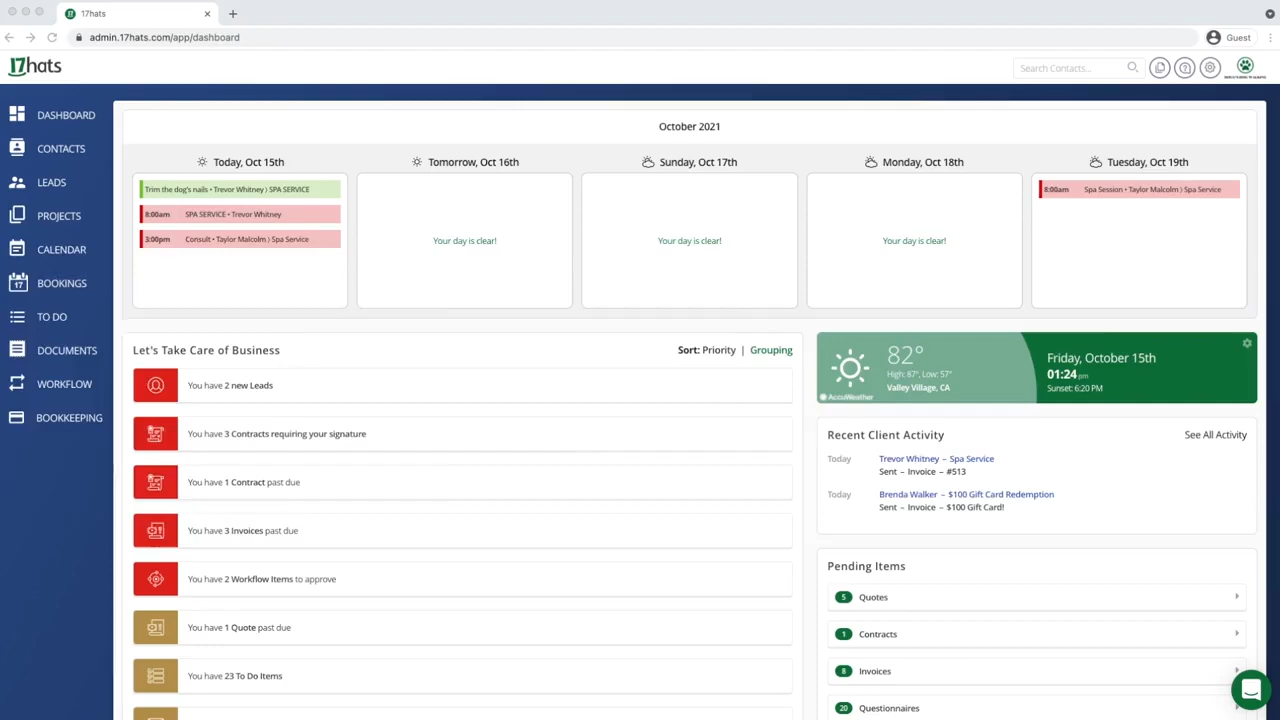 17hats
admin.17hats.com/app/dashboard
Guest
17hats
Search Contacts...
DASHBOARD
CONTACTS
LEADS
PROJECTS
CALENDAR
BOOKINGS
17
TO DO
DOCUMENTS
WORKFLOW
BOOKKEEPING
October 2021
Today, Oct 15th
Trim the dog's nails • Trevor Whitney ⟩ SPA SERVICE
8:00am SPA SERVICE • Trevor Whitney
3:00pm Consult • Taylor Malcolm ⟩ Spa Service
Tomorrow, Oct 16th
Your day is clear!
Sunday, Oct 17th
Your day is clear!
Monday, Oct 18th
Your day is clear!
Tuesday, Oct 19th
8:00am Spa Session • Taylor Malcolm ⟩ Spa Service
Let's Take Care of Business
Sort: Priority | Grouping
You have 2 new Leads
You have 3 Contracts requiring your signature
You have 1 Contract past due
You have 3 Invoices past due
You have 2 Workflow Items to approve
You have 1 Quote past due
You have 23 To Do Items
82°
High: 87°, Low: 57°
Valley Village, CA
AccuWeather
Friday, October 15th
01:24 pm
Sunset: 6:20 PM
Recent Client Activity
See All Activity
Today Trevor Whitney – Spa Service
Sent – Invoice – #513
Today Brenda Walker – $100 Gift Card Redemption
Sent – Invoice – $100 Gift Card!
Pending Items
5 Quotes
1 Contracts
8 Invoices
20 Questionnaires